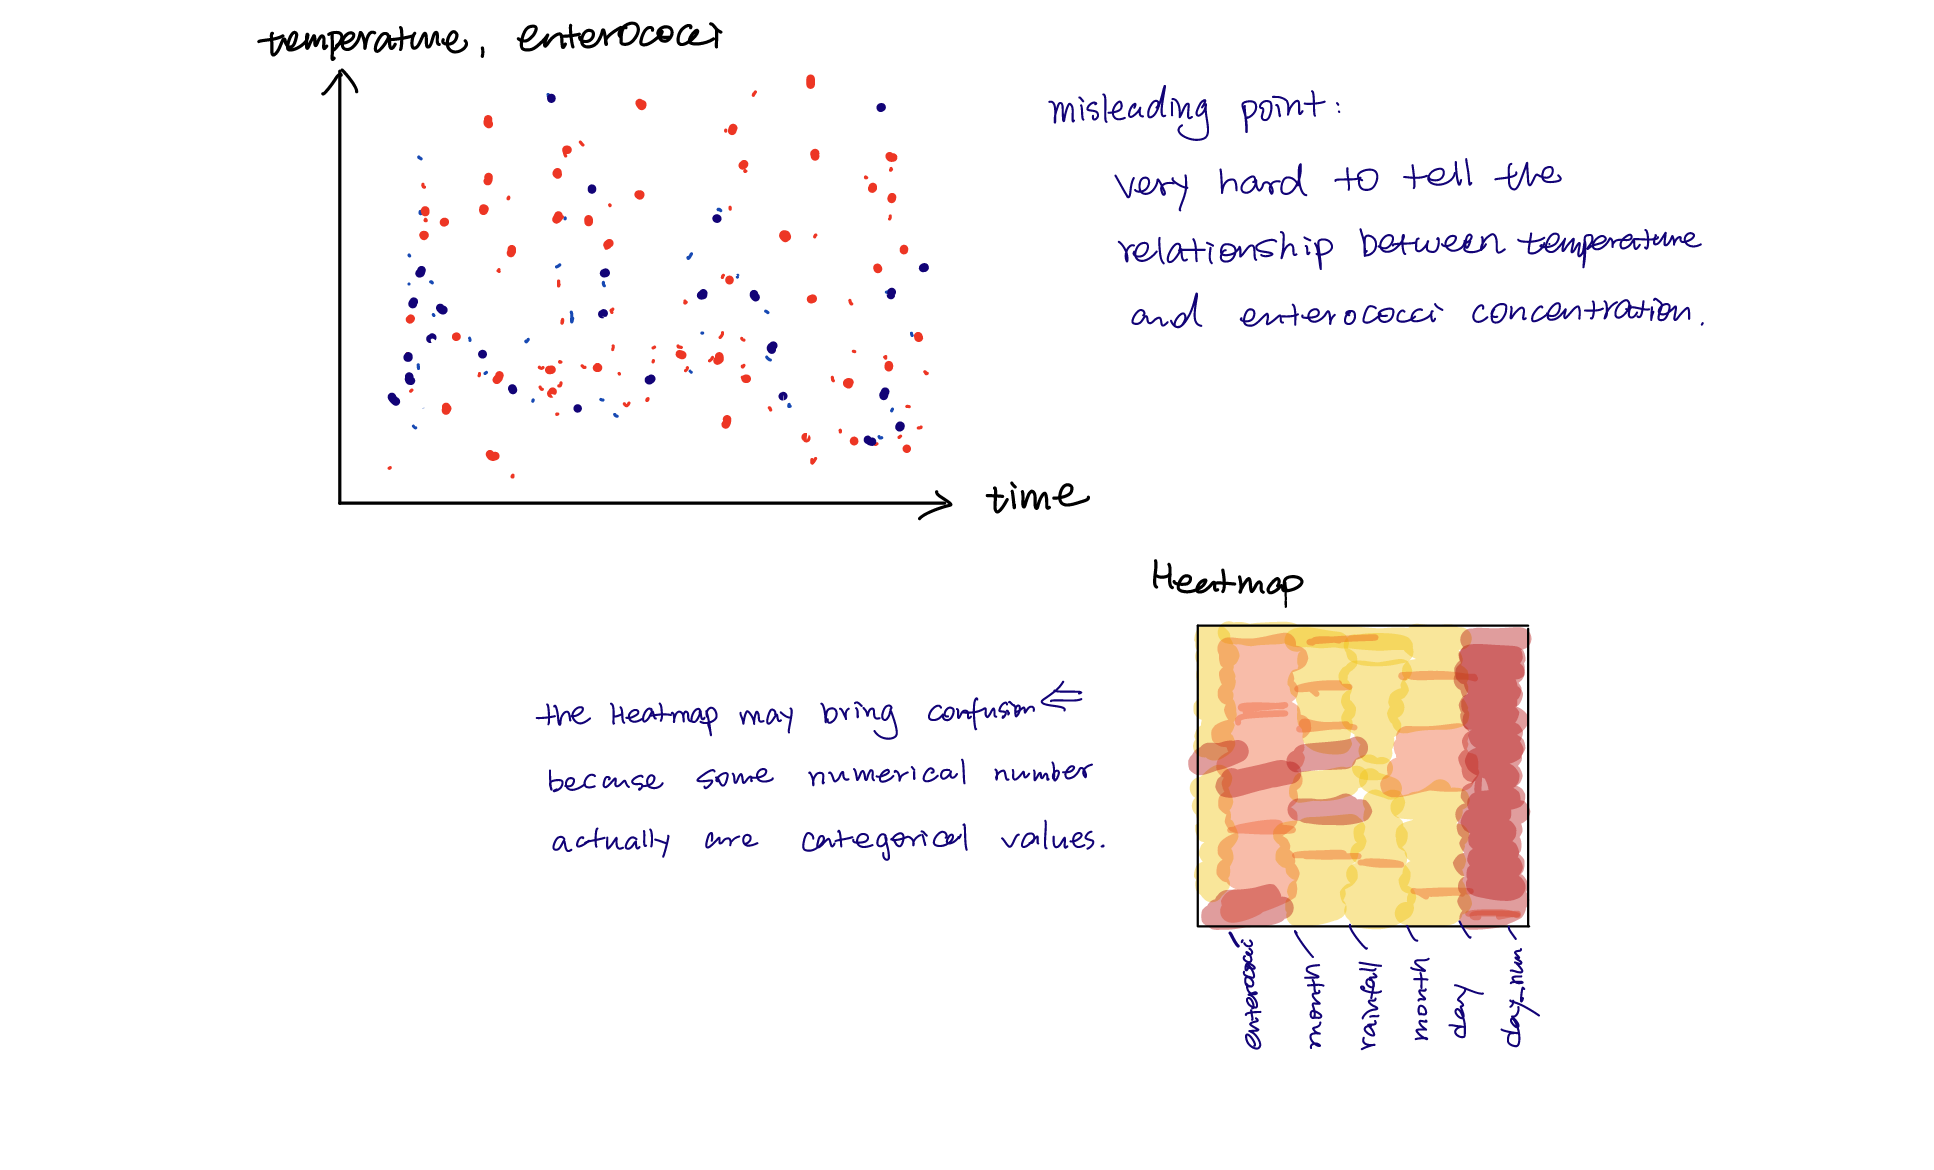 temperature, enterococci
misleading point:
very hard to tell the
relationship between temperature
and enterococci concentration.
time
Heatmap
the Heatmap may bring confusion ⇐
because some numerical number
actually are categorical values.
enterococci
month
rainfall
month
day
day_num